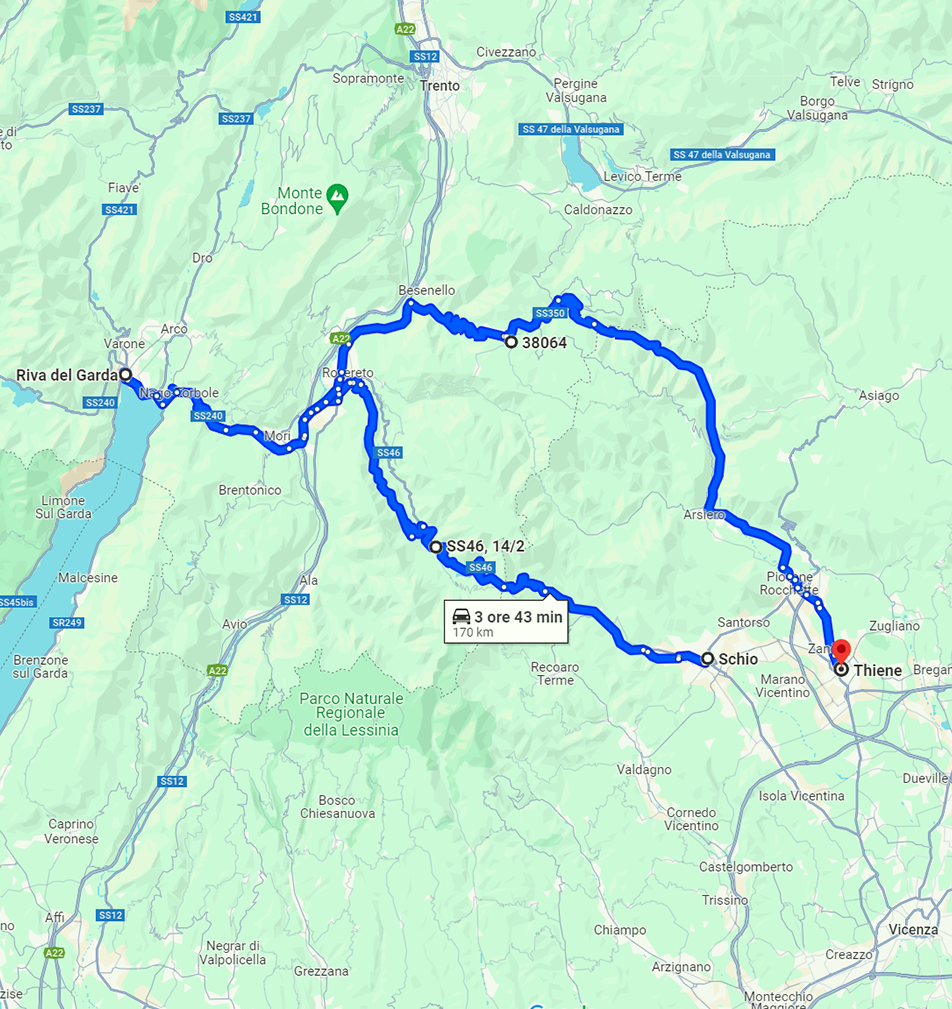 SS421
A22
SS12
Civezzano
Sopramonte
Trento
Pergine
Valsugana
Telve
Strigno
Borgo
Valsugana
SS237
SS237
SS 47 della Valsugana
SS 47 della Valsugana
e di
to
Levico Terme
Fiave'
Monte
Bondone
SS421
Caldonazzo
Dro
Besenello
SS350
Arco
Varone
A22
38064
Riva del Garda
Rovereto
Nago-Torbole
Asiago
SS240
SS240
Mori
SS46
Brentonico
Limone
Sul Garda
Arsiero
SS46, 14/2
SS46
Malcesine
Ala
Piovene
Rocchette
SS45bis
SS12
3 ore 43 min
170 km
SR249
Avio
Santorso
Zugliano
Zanè
Brenzone
sul Garda
A22
Schio
Recoaro
Terme
Thiene
Bregan
Marano
Vicentino
Parco Naturale
Regionale
della Lessinia
Valdagno
SS12
Dueville
Isola Vicentina
Bosco
Chiesanuova
Caprino
Veronese
Cornedo
Vicentino
Castelgomberto
Trissino
Affi
SS12
no
Chiampo
Vicenza
A22
Negrar di
Valpolicella
Grezzana
Creazzo
Arzignano
zise
Montecchio
Maggiore